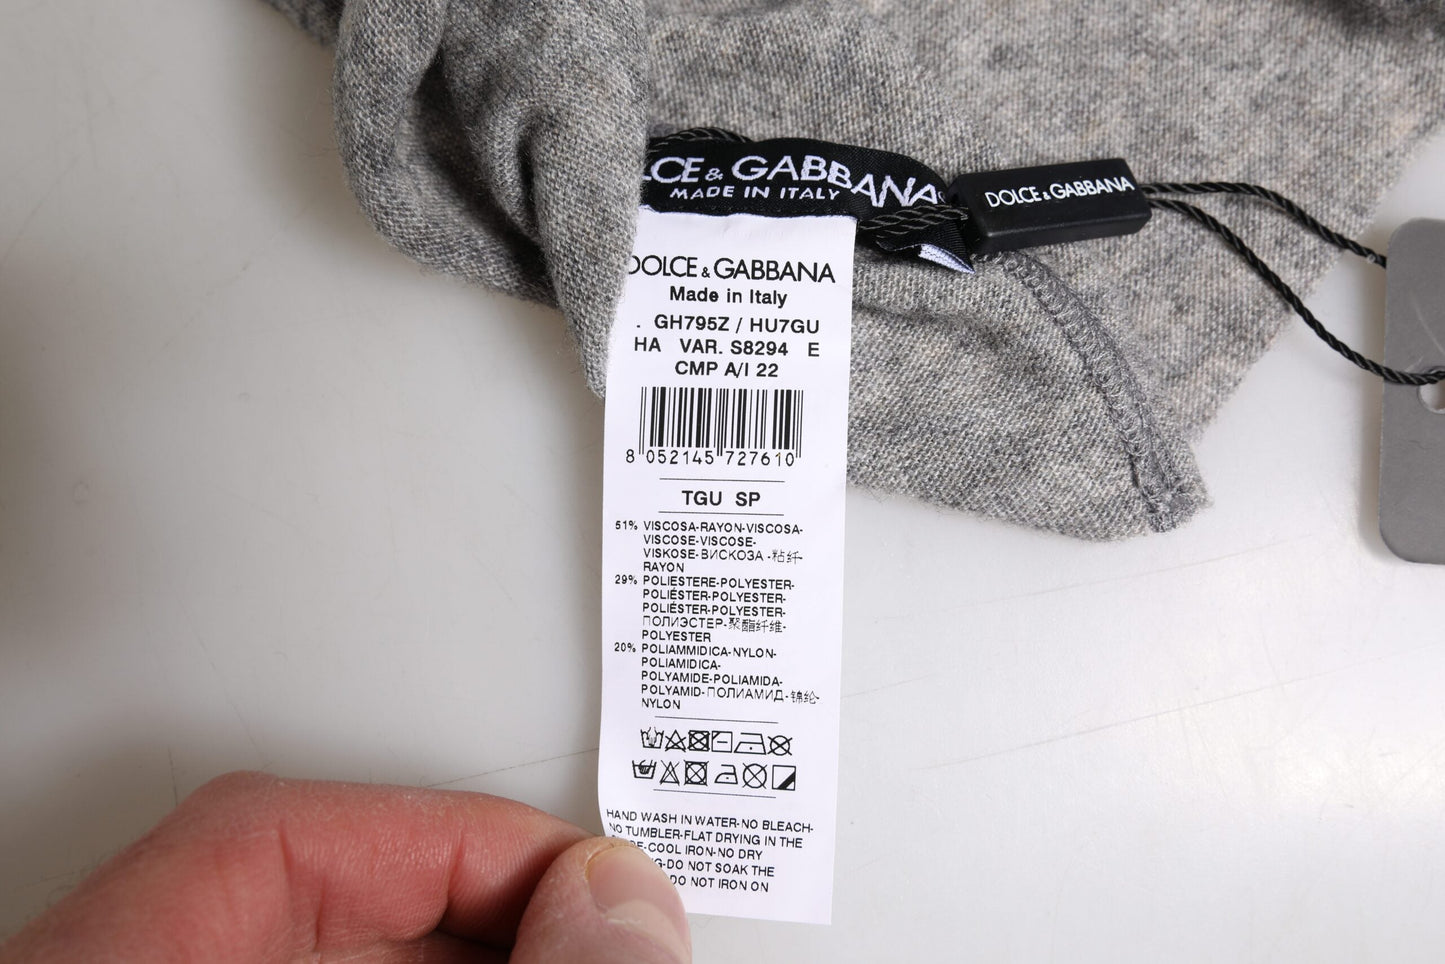 LCE & GABBANA
MADE IN ITALY
DOLCE & GABBANA
DOLCE & GABBANA
Made in Italy
. GH795Z / HU7GU
HA VAR. S8294 E
CMP A/I 22
8 052145 727610
TGU SP
51% VISCOSA-RAYON-VISCOSA-
VISCOSE-VISCOSE-
VISKOSE-ВИСКОЗА-粘纤-
RAYON
29% POLIESTERE-POLYESTER-
POLIÉSTER-POLYESTER-
POLIÉSTER-POLYESTER-
ПОЛИЭСТЕР-聚酯纤维-
POLYESTER
20% POLIAMMIDICA-NYLON-
POLIAMIDICA-
POLYAMIDE-POLIAMIDA-
POLYAMID-ПОЛИАМИД-锦纶-
NYLON
HAND WASH IN WATER-NO BLEACH-
NO TUMBLER-FLAT DRYING IN THE
-COOL IRON-NO DRY
-DO NOT SOAK THE
DO NOT IRON ON